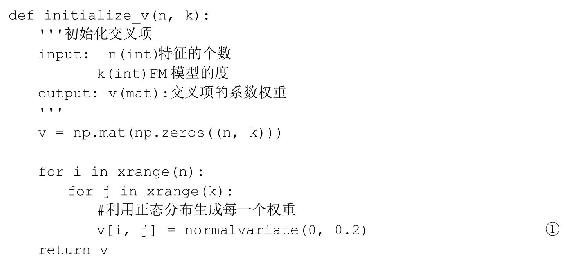 def initialize_v(n, k):
'''初始化交叉项
input: n(int)特征的个数
k(int)FM模型的度
output: v(mat):交叉项的系数权重
'''
v = np.mat(np.zeros((n, k)))
for i in xrange(n):
for j in xrange(k):
#利用正态分布生成每一个权重
v[i, j] = normalvariate(0, 0.2) ①
return v